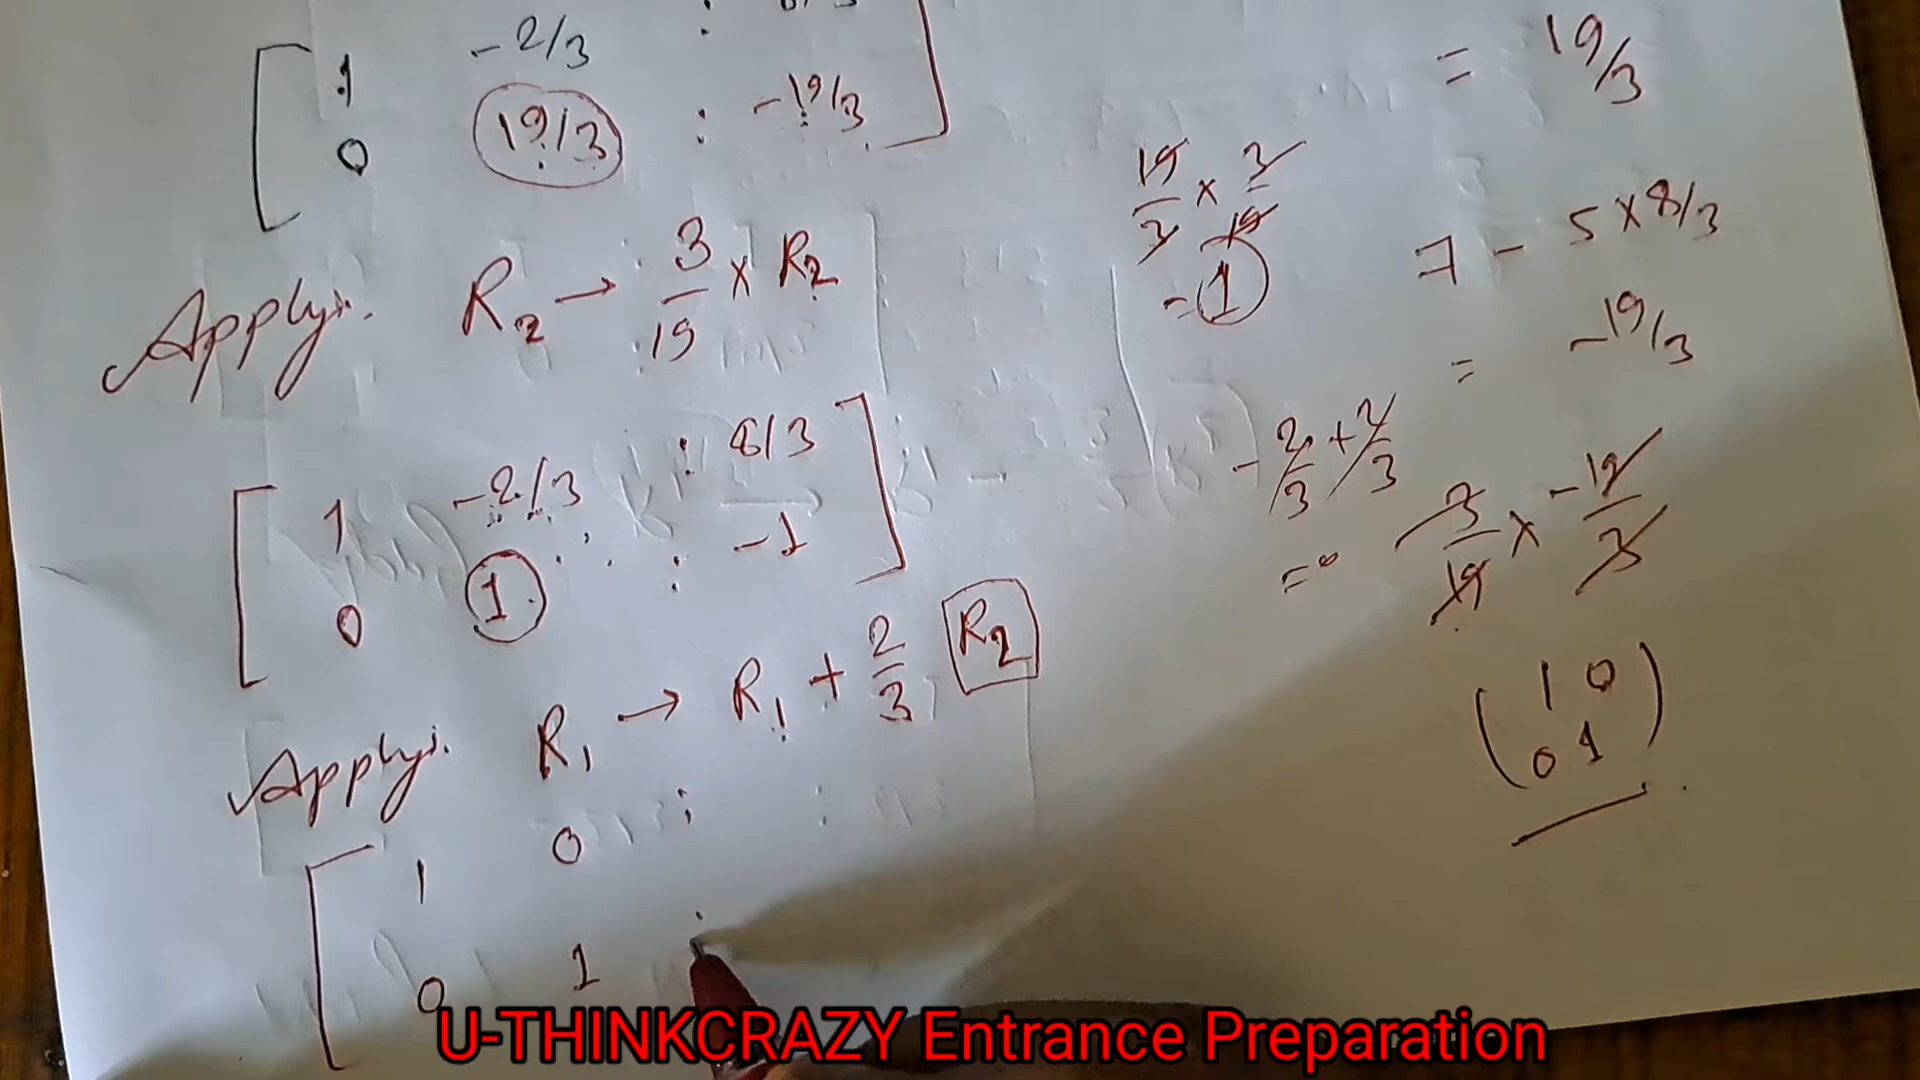 [ 1 -2/3 : 8/3
0 19/3 : -19/3 ]
= 19/3
19/3 × 3/19
= 1
7 - 5 × 8/3
= -19/3
Applyi. R2 → 3/19 × R2
[ 1 -2/3 : 8/3
0 1 : -1 ]
-2/3 + 2/3
= 0
3/19 × -19/3
Applyi. R1 → R1 + 2/3 R2
( 1 0
0 1 )
[ 1 0 :
0 1
U-THINKCRAZY Entrance Preparation